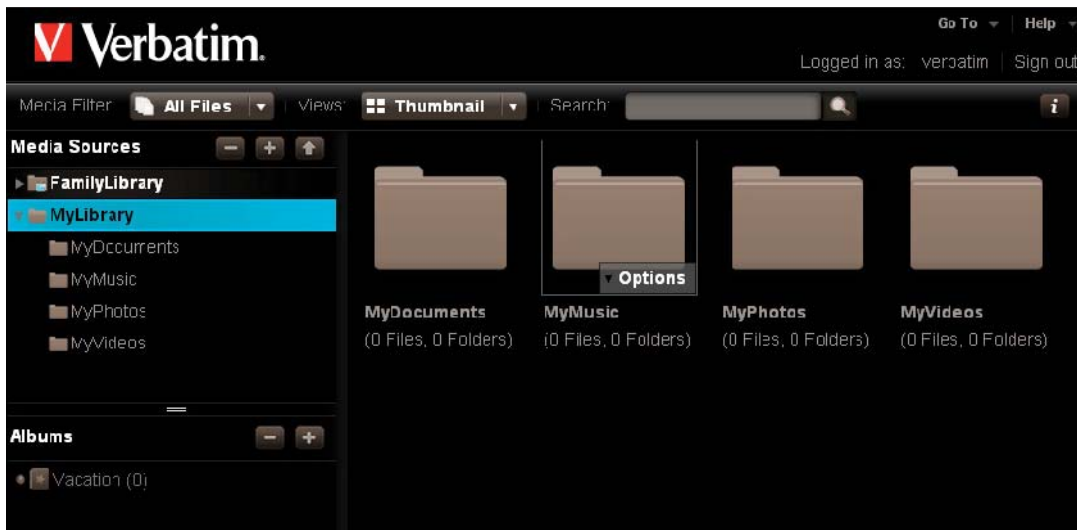 Verbatim.
Go To Help
Logged in as: verbatim Sign out
Media Filter: All Files Views: Thumbnail Search: i
Media Sources
FamilyLibrary
MyLibrary
MyDocuments
MyMusic
MyPhotos
MyVideos
Albums
Vacation (0)
Options
MyDocuments
(0 Files, 0 Folders)
MyMusic
(0 Files, 0 Folders)
MyPhotos
(0 Files, 0 Folders)
MyVideos
(0 Files, 0 Folders)